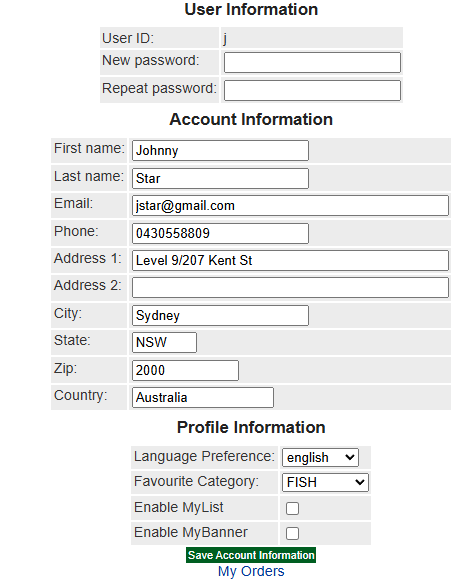 User Information
User ID: j
New password:
Repeat password:
Account Information
First name: Johnny
Last name: Star
Email: jstar@gmail.com
Phone: 0430558809
Address 1: Level 9/207 Kent St
Address 2:
City: Sydney
State: NSW
Zip: 2000
Country: Australia
Profile Information
Language Preference: english
Favourite Category: FISH
Enable MyList
Enable MyBanner
Save Account Information
My Orders